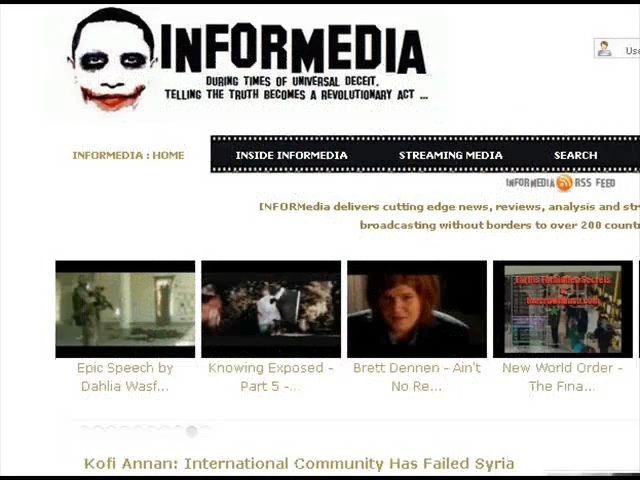 INFORMEDIA
DURING TIMES OF UNIVERSAL DECEIT,
TELLING THE TRUTH BECOMES A REVOLUTIONARY ACT ...
INFORMEDIA : HOME
INSIDE INFORMEDIA
STREAMING MEDIA
SEARCH
INFORMEDIA RSS FEED
INFORMedia delivers cutting edge news, reviews, analysis and
broadcasting without borders to over 200
Epic Speech by
Dahlia Wasf...
Knowing Exposed -
Part 5 -...
Brett Dennen - Ain't
No Re...
New World Order -
The Fina...
Kofi Annan: International Community Has Failed Syria